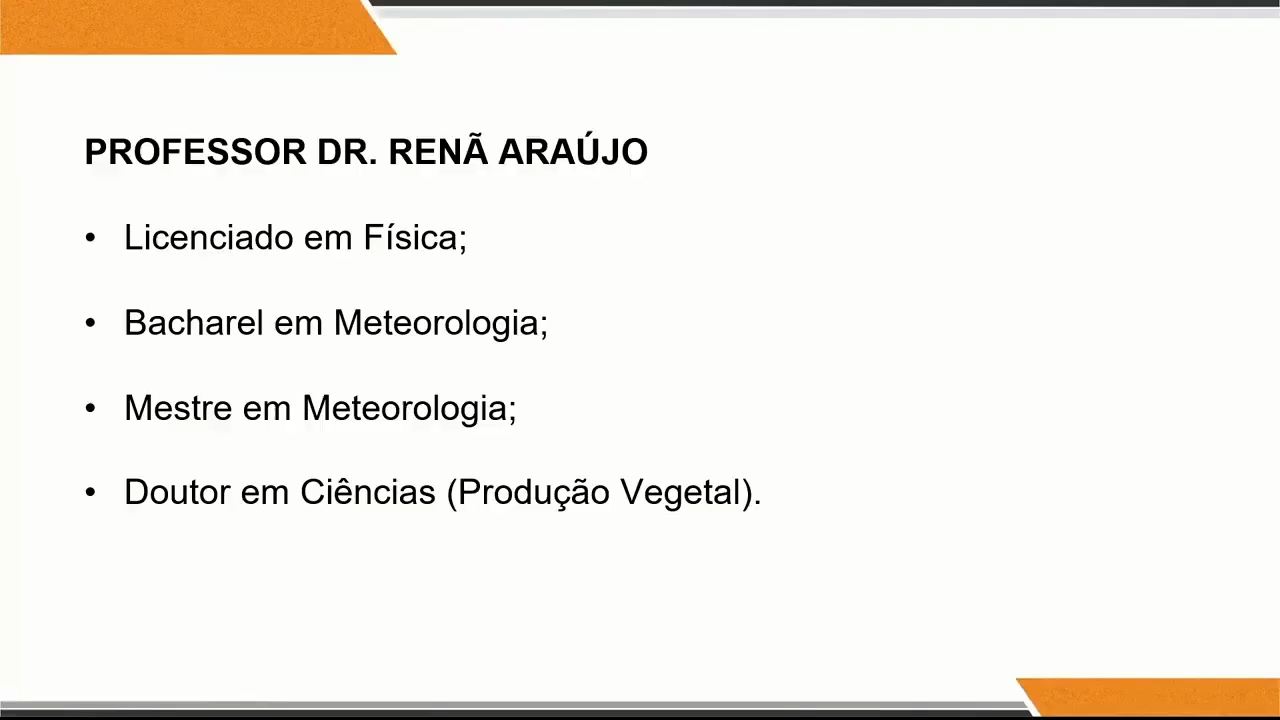 PROFESSOR DR. RENÃ ARAÚJO
• Licenciado em Física;
• Bacharel em Meteorologia;
• Mestre em Meteorologia;
• Doutor em Ciências (Produção Vegetal).